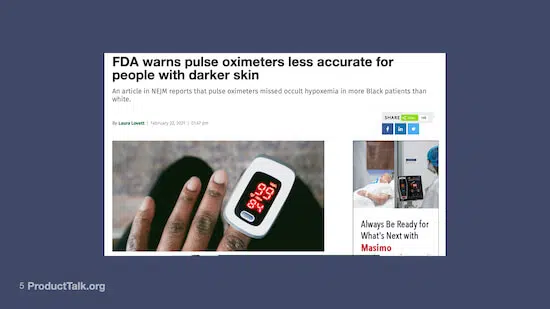 FDA warns pulse oximeters less accurate for
people with darker skin
An article in NEJM reports that pulse oximeters missed occult hypoxemia in more Black patients than
white.
By Laura Lovett | February 22, 2021 | 01:47 pm
SHARE
Always Be Ready for
What's Next with
Masimo
5 ProductTalk.org